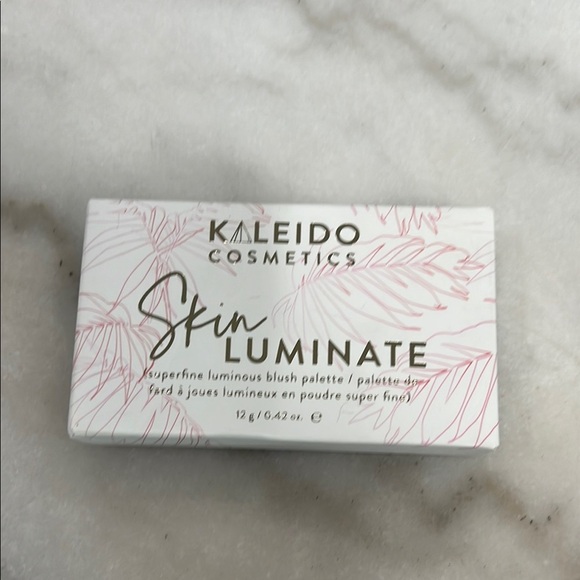 KALEIDO
COSMETICS
Skin
LUMINATE
(superfine luminous blush palette / palette de
fard à joues lumineux en poudre super fine)
12 g / 0.42 oz. ℮